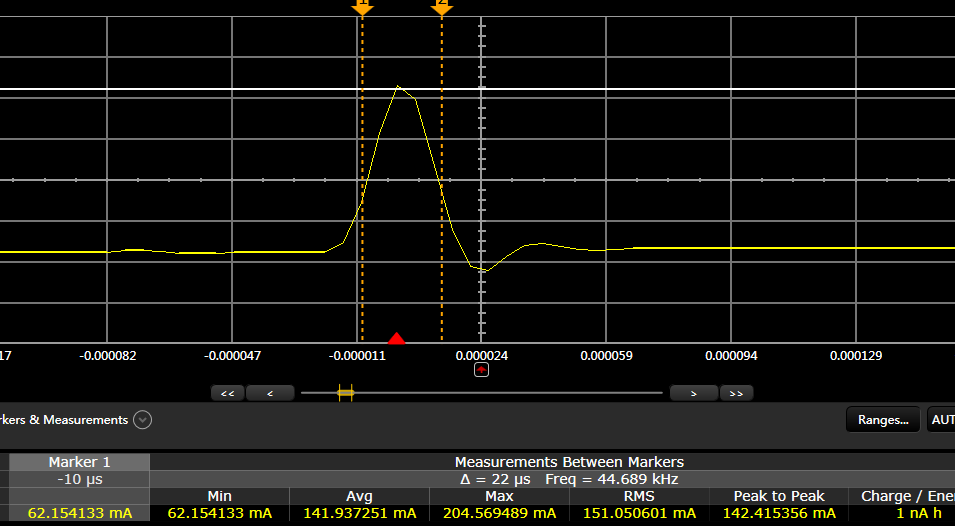 1 2
17 -0.000082 -0.000047 -0.000011 0.000024 0.000059 0.000094 0.000129
<< < > >>
rkers & Measurements Ranges... AUT
Marker 1 Measurements Between Markers
-10 µs Δ = 22 µs Freq = 44.689 kHz
Min Avg Max RMS Peak to Peak Charge / Ene
62.154133 mA 62.154133 mA 141.937251 mA 204.569489 mA 151.050601 mA 142.415356 mA 1 nA h